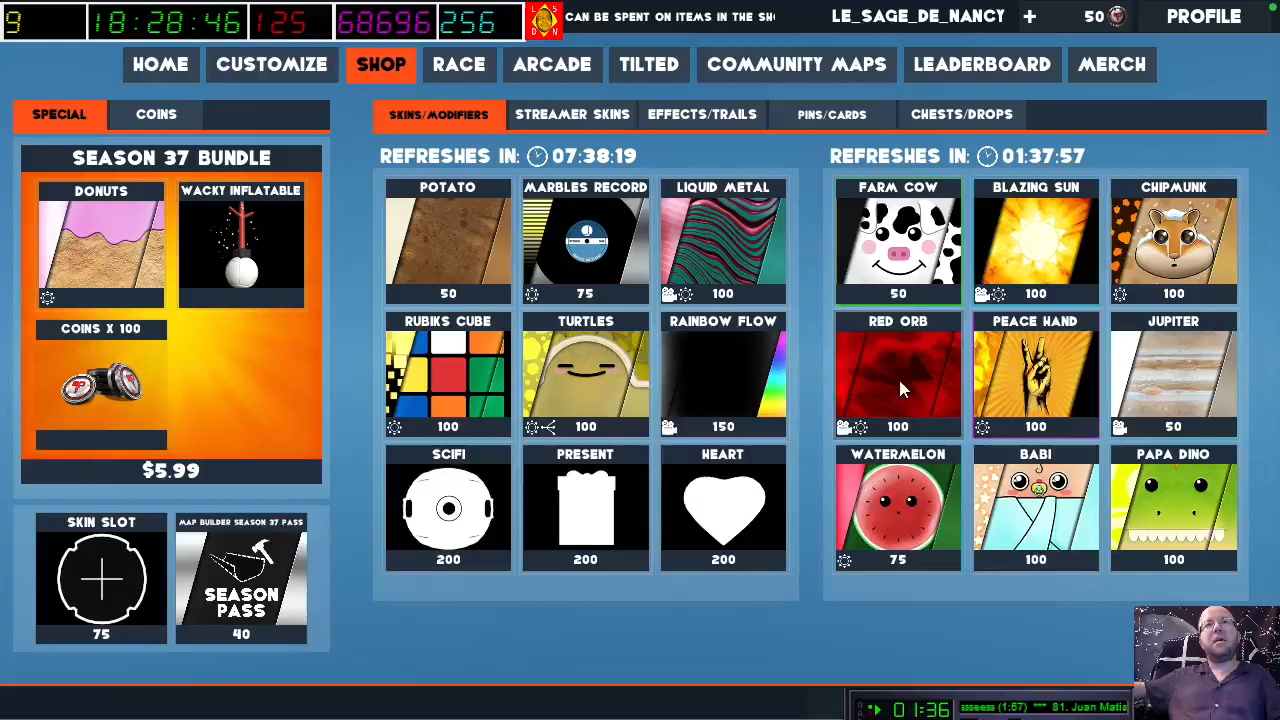 9 18:28:46 125 68696 256 L S D N CAN BE SPENT ON ITEMS IN THE SH LE_SAGE_DE_NANCY + 50 PROFILE
HOME CUSTOMIZE SHOP RACE ARCADE TILTED COMMUNITY MAPS LEADERBOARD MERCH
SPECIAL COINS
SKINS/MODIFIERS STREAMER SKINS EFFECTS/TRAILS PINS/CARDS CHESTS/DROPS
SEASON 37 BUNDLE
DONUTS WACKY INFLATABLE
COINS X 100
$5.99
SKIN SLOT MAP BUILDER SEASON 37 PASS
SEASON
PASS
75 40
REFRESHES IN: 07:38:19
POTATO MARBLES RECORD LIQUID METAL
50 75 100
RUBIKS CUBE TURTLES RAINBOW FLOW
100 100 150
SCIFI PRESENT HEART
200 200 200
REFRESHES IN: 01:37:57
FARM COW BLAZING SUN CHIPMUNK
50 100 100
RED ORB PEACE HAND JUPITER
100 100 50
WATERMELON BABI PAPA DINO
75 100 100
01:36 asseess (1:57) *** 81. Juan Matia